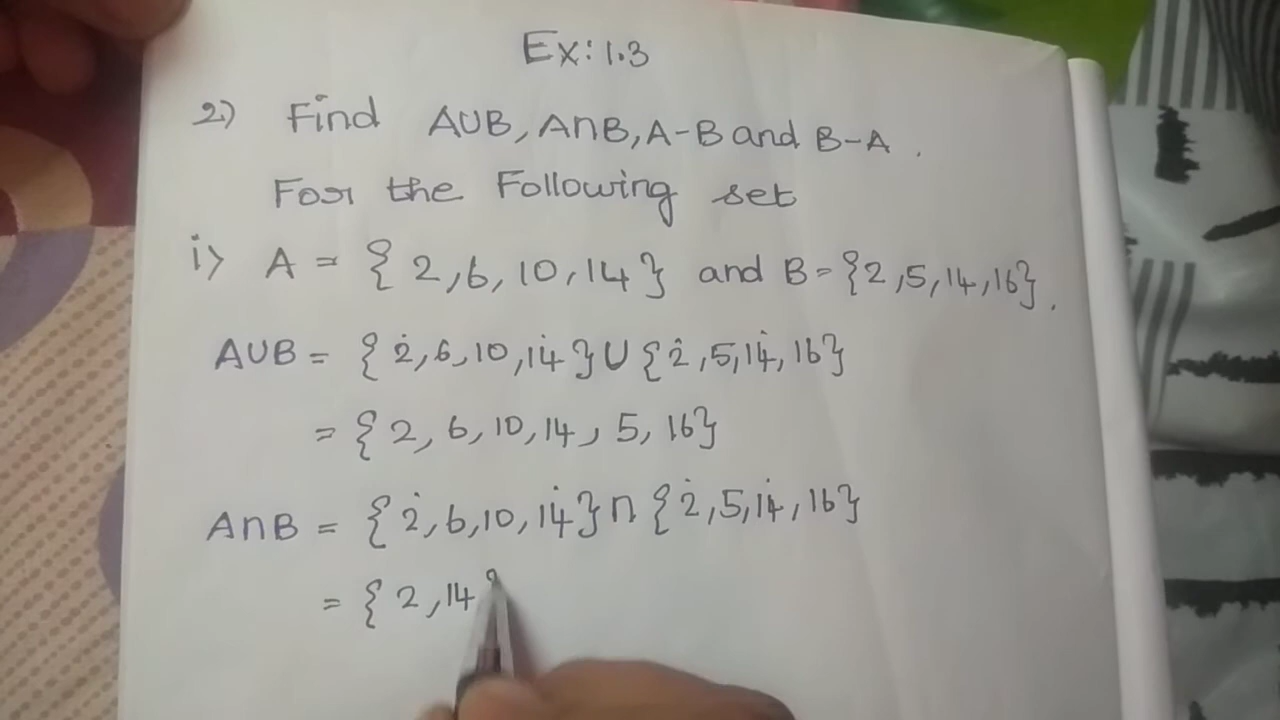 Ex: 1.3
2) Find AUB, A∩B, A-B and B-A.
For the Following set
i) A = {2,6,10,14} and B = {2,5,14,16}.
AUB = {2,6,10,14} U {2,5,14,16}
= {2,6,10,14,5,16}
A∩B = {2,6,10,14} ∩ {2,5,14,16}
= {2,14